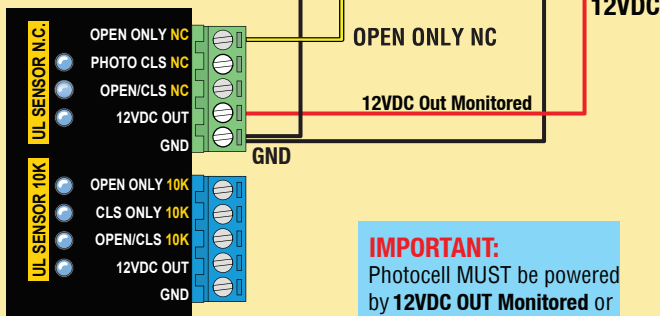 12VDC
UL SENSOR N.C.
OPEN ONLY NC
PHOTO CLS NC
OPEN/CLS NC
12VDC OUT
GND
OPEN ONLY NC
12VDC Out Monitored
GND
UL SENSOR 10K
OPEN ONLY 10K
CLS ONLY 10K
OPEN/CLS 10K
12VDC OUT
GND
IMPORTANT:
Photocell MUST be powered
by 12VDC OUT Monitored or